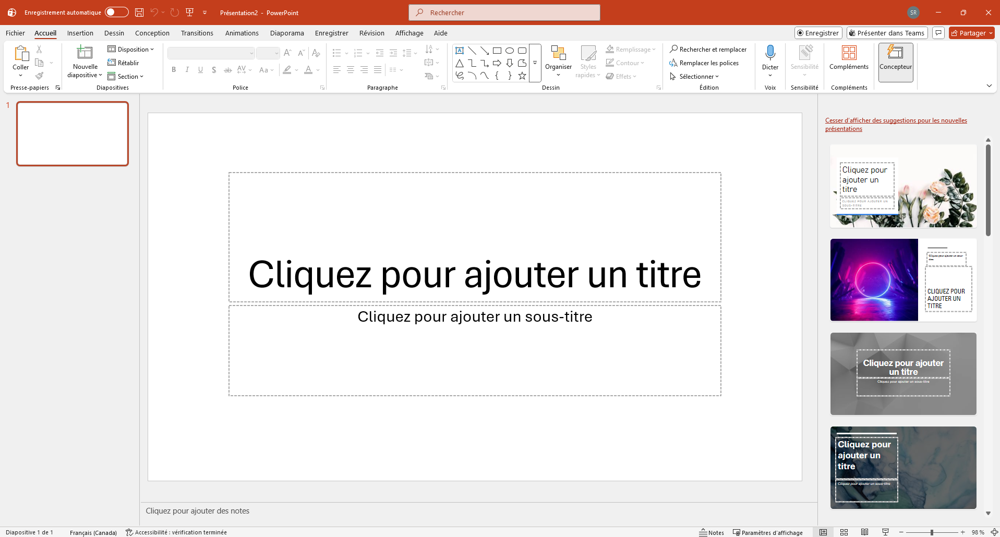 Enregistrement automatique
Présentation2 - PowerPoint
Rechercher
SR
Fichier Accueil Insertion Dessin Conception Transitions Animations Diaporama Enregistrer Révision Affichage Aide
Enregistrer Présenter dans Teams Partager
Coller
Presse-papiers
Nouvelle
diapositive
Disposition
Rétablir
Section
Diapositives
B I U S ab AV Aa A
Police
Paragraphe
Organiser
Styles
rapides
Remplissage
Contour
Effets
Dessin
Rechercher et remplacer
Remplacer les polices
Sélectionner
Édition
Dicter
Voix
Sensibilité
Sensibilité
Compléments
Compléments
Concepteur
1
Cliquez pour ajouter un titre
Cliquez pour ajouter un sous-titre
Cliquez pour ajouter des notes
Cesser d'afficher des suggestions pour les nouvelles
présentations
Cliquez pour
ajouter un
titre
CLIQUEZ POUR AJOUTER UN
SOUS-TITRE
Cliquez pour ajouter un sous-
titre
CLIQUEZ POUR
AJOUTER UN
TITRE
Cliquez pour ajouter
un titre
Cliquez pour ajouter un sous-titre
Cliquez pour
ajouter un
titre
Cliquez pour ajouter un sous-titre
Diapositive 1 de 1 Français (Canada) Accessibilité : vérification terminée
Notes Paramètres d'affichage 98 %